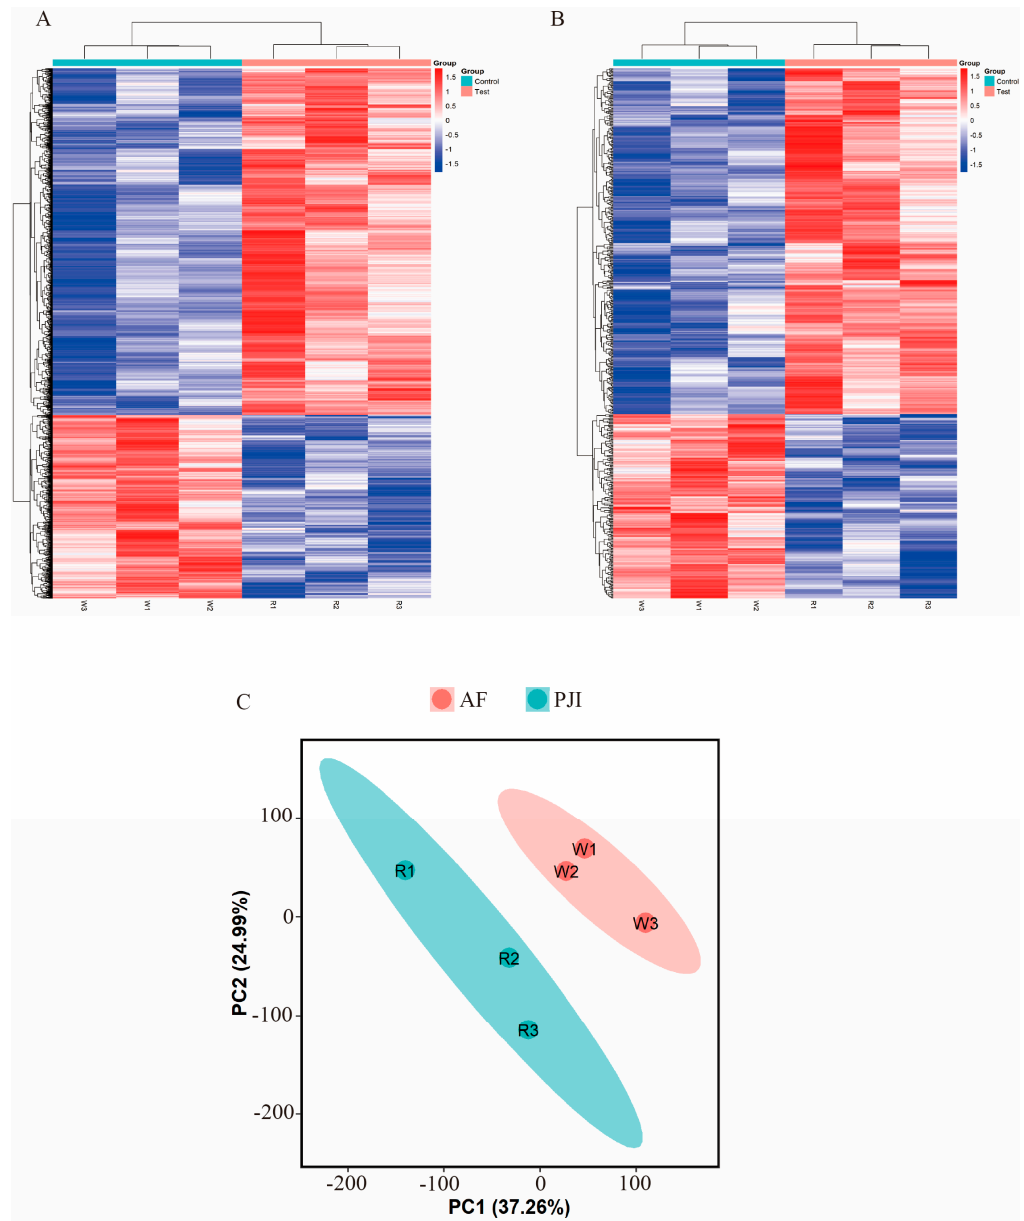 A
B
Group
Group
1.5
Control
1
Test
0.5
0
-0.5
-1
-1.5
Group
Group
1.5
Control
1
Test
0.5
0
-0.5
-1
-1.5
W3
W1
W2
R1
R2
R3
W3
W1
W2
R1
R2
R3
C
AF
PJI
100
0
-100
-200
PC2 (24.99%)
W1
W2
R1
W3
R2
R3
-200
-100
0
100
PC1 (37.26%)